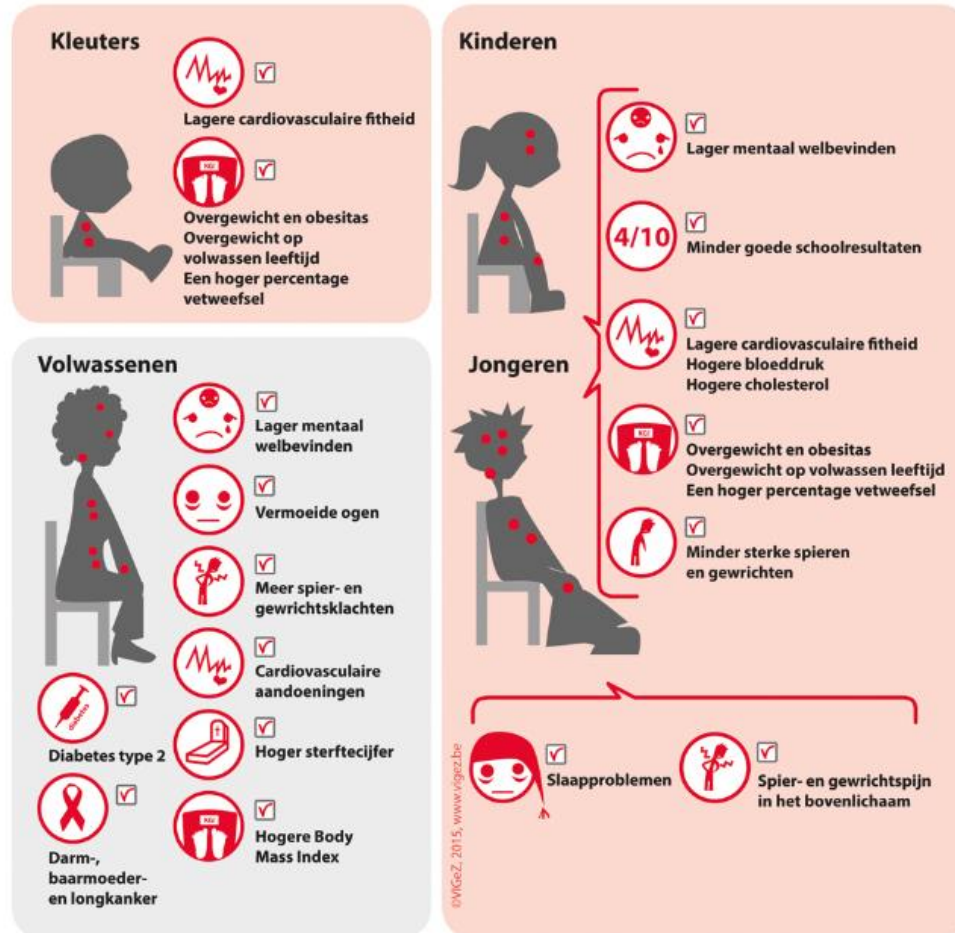 Kleuters
Lagere cardiovasculaire fitheid
Overgewicht en obesitas
Overgewicht op
volwassen leeftijd
Een hoger percentage
vetweefsel
Volwassenen
Lager mentaal
welbevinden
Vermoeide ogen
Meer spier- en
gewrichtsklachten
Cardiovasculaire
aandoeningen
diabetes
Diabetes type 2
Hoger sterftecijfer
Darm-,
baarmoeder-
en longkanker
Hogere Body
Mass Index
Kinderen
Lager mentaal welbevinden
4/10
Minder goede schoolresultaten
Lagere cardiovasculaire fitheid
Hogere bloeddruk
Hogere cholesterol
Jongeren
Overgewicht en obesitas
Overgewicht op volwassen leeftijd
Een hoger percentage vetweefsel
Minder sterke spieren
en gewrichten
Slaapproblemen
Spier- en gewrichtspijn
in het bovenlichaam
©VIGeZ, 2015, www.vigez.be